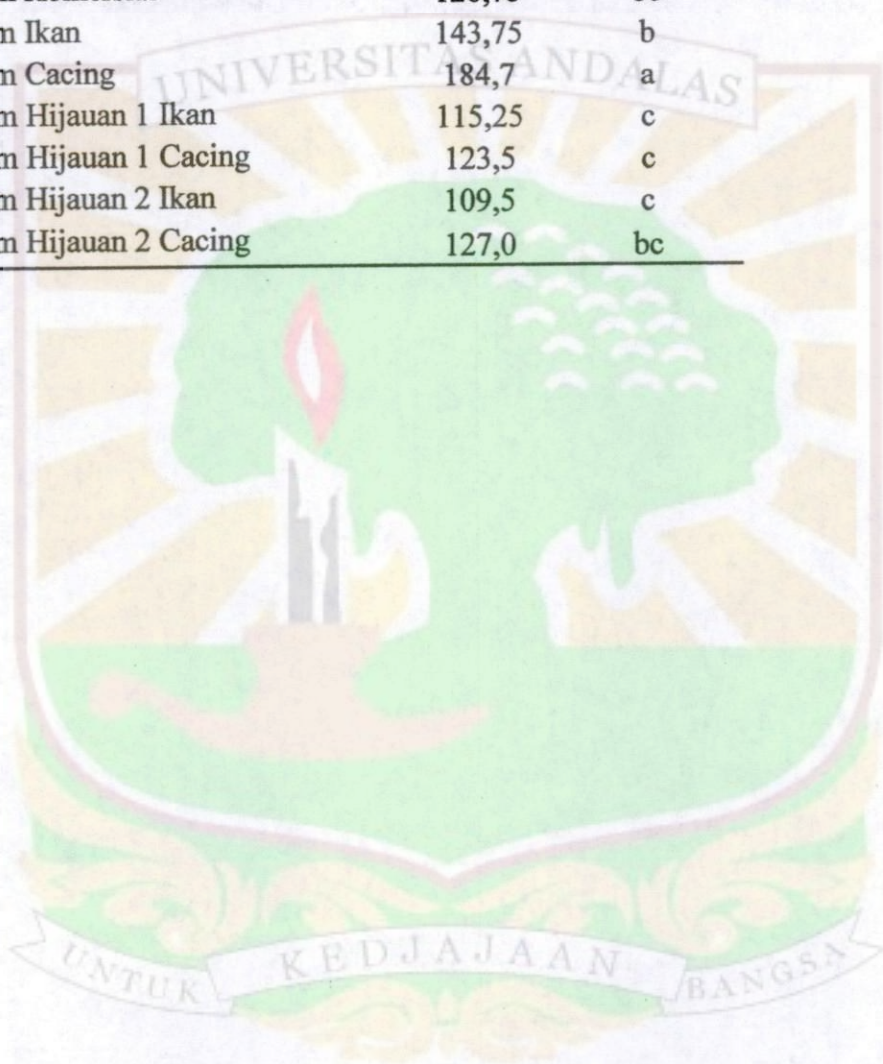 n Ikan 143,75 b
n Cacing 184,7 a
n Hijauan 1 Ikan 115,25 c
n Hijauan 1 Cacing 123,5 c
n Hijauan 2 Ikan 109,5 c
n Hijauan 2 Cacing 127,0 bc
UNIVERSITAS ANDALAS
UNTUK KEDJAJAAN BANGSA